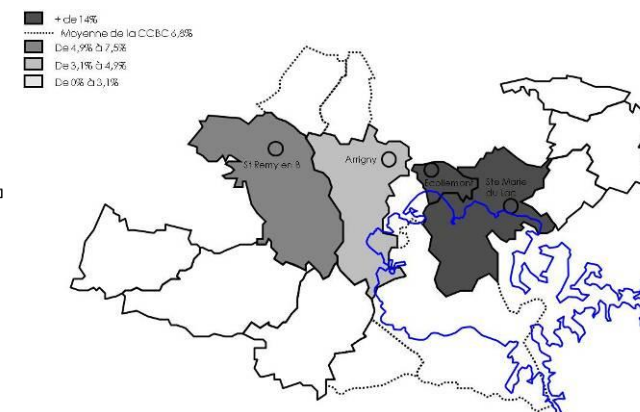 + de 14%
Moyenne de la CCBC 6,8%
De 4,9% à 7,5%
De 3,1% à 4,9%
De 0% à 3,1%
St Remy en B.
Arrigny
Ecollemont
Ste Marie
du Lac